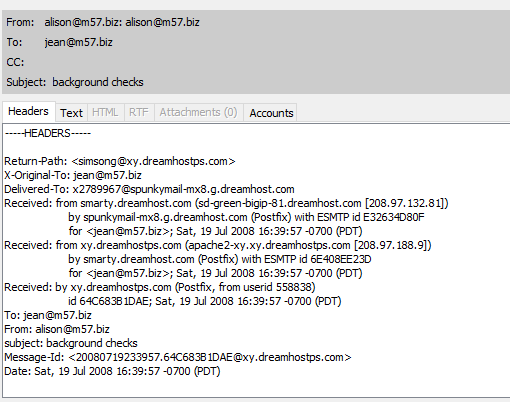 From: alison@m57.biz: alison@m57.biz
To: jean@m57.biz
CC:
Subject: background checks
Headers Text HTML RTF Attachments (0) Accounts
-----HEADERS-----
Return-Path: <simsong@xy.dreamhostps.com>
X-Original-To: jean@m57.biz
Delivered-To: x2789967@spunkymail-mx8.g.dreamhost.com
Received: from smarty.dreamhost.com (sd-green-bigip-81.dreamhost.com [208.97.132.81])
by spunkymail-mx8.g.dreamhost.com (Postfix) with ESMTP id E32634D80F
for <jean@m57.biz>; Sat, 19 Jul 2008 16:39:57 -0700 (PDT)
Received: from xy.dreamhostps.com (apache2-xy.xy.dreamhostps.com [208.97.188.9])
by smarty.dreamhost.com (Postfix) with ESMTP id 6E408EE23D
for <jean@m57.biz>; Sat, 19 Jul 2008 16:39:57 -0700 (PDT)
Received: by xy.dreamhostps.com (Postfix, from userid 558838)
id 64C683B1DAE; Sat, 19 Jul 2008 16:39:57 -0700 (PDT)
To: jean@m57.biz
From: alison@m57.biz
subject: background checks
Message-Id: <20080719233957.64C683B1DAE@xy.dreamhostps.com>
Date: Sat, 19 Jul 2008 16:39:57 -0700 (PDT)